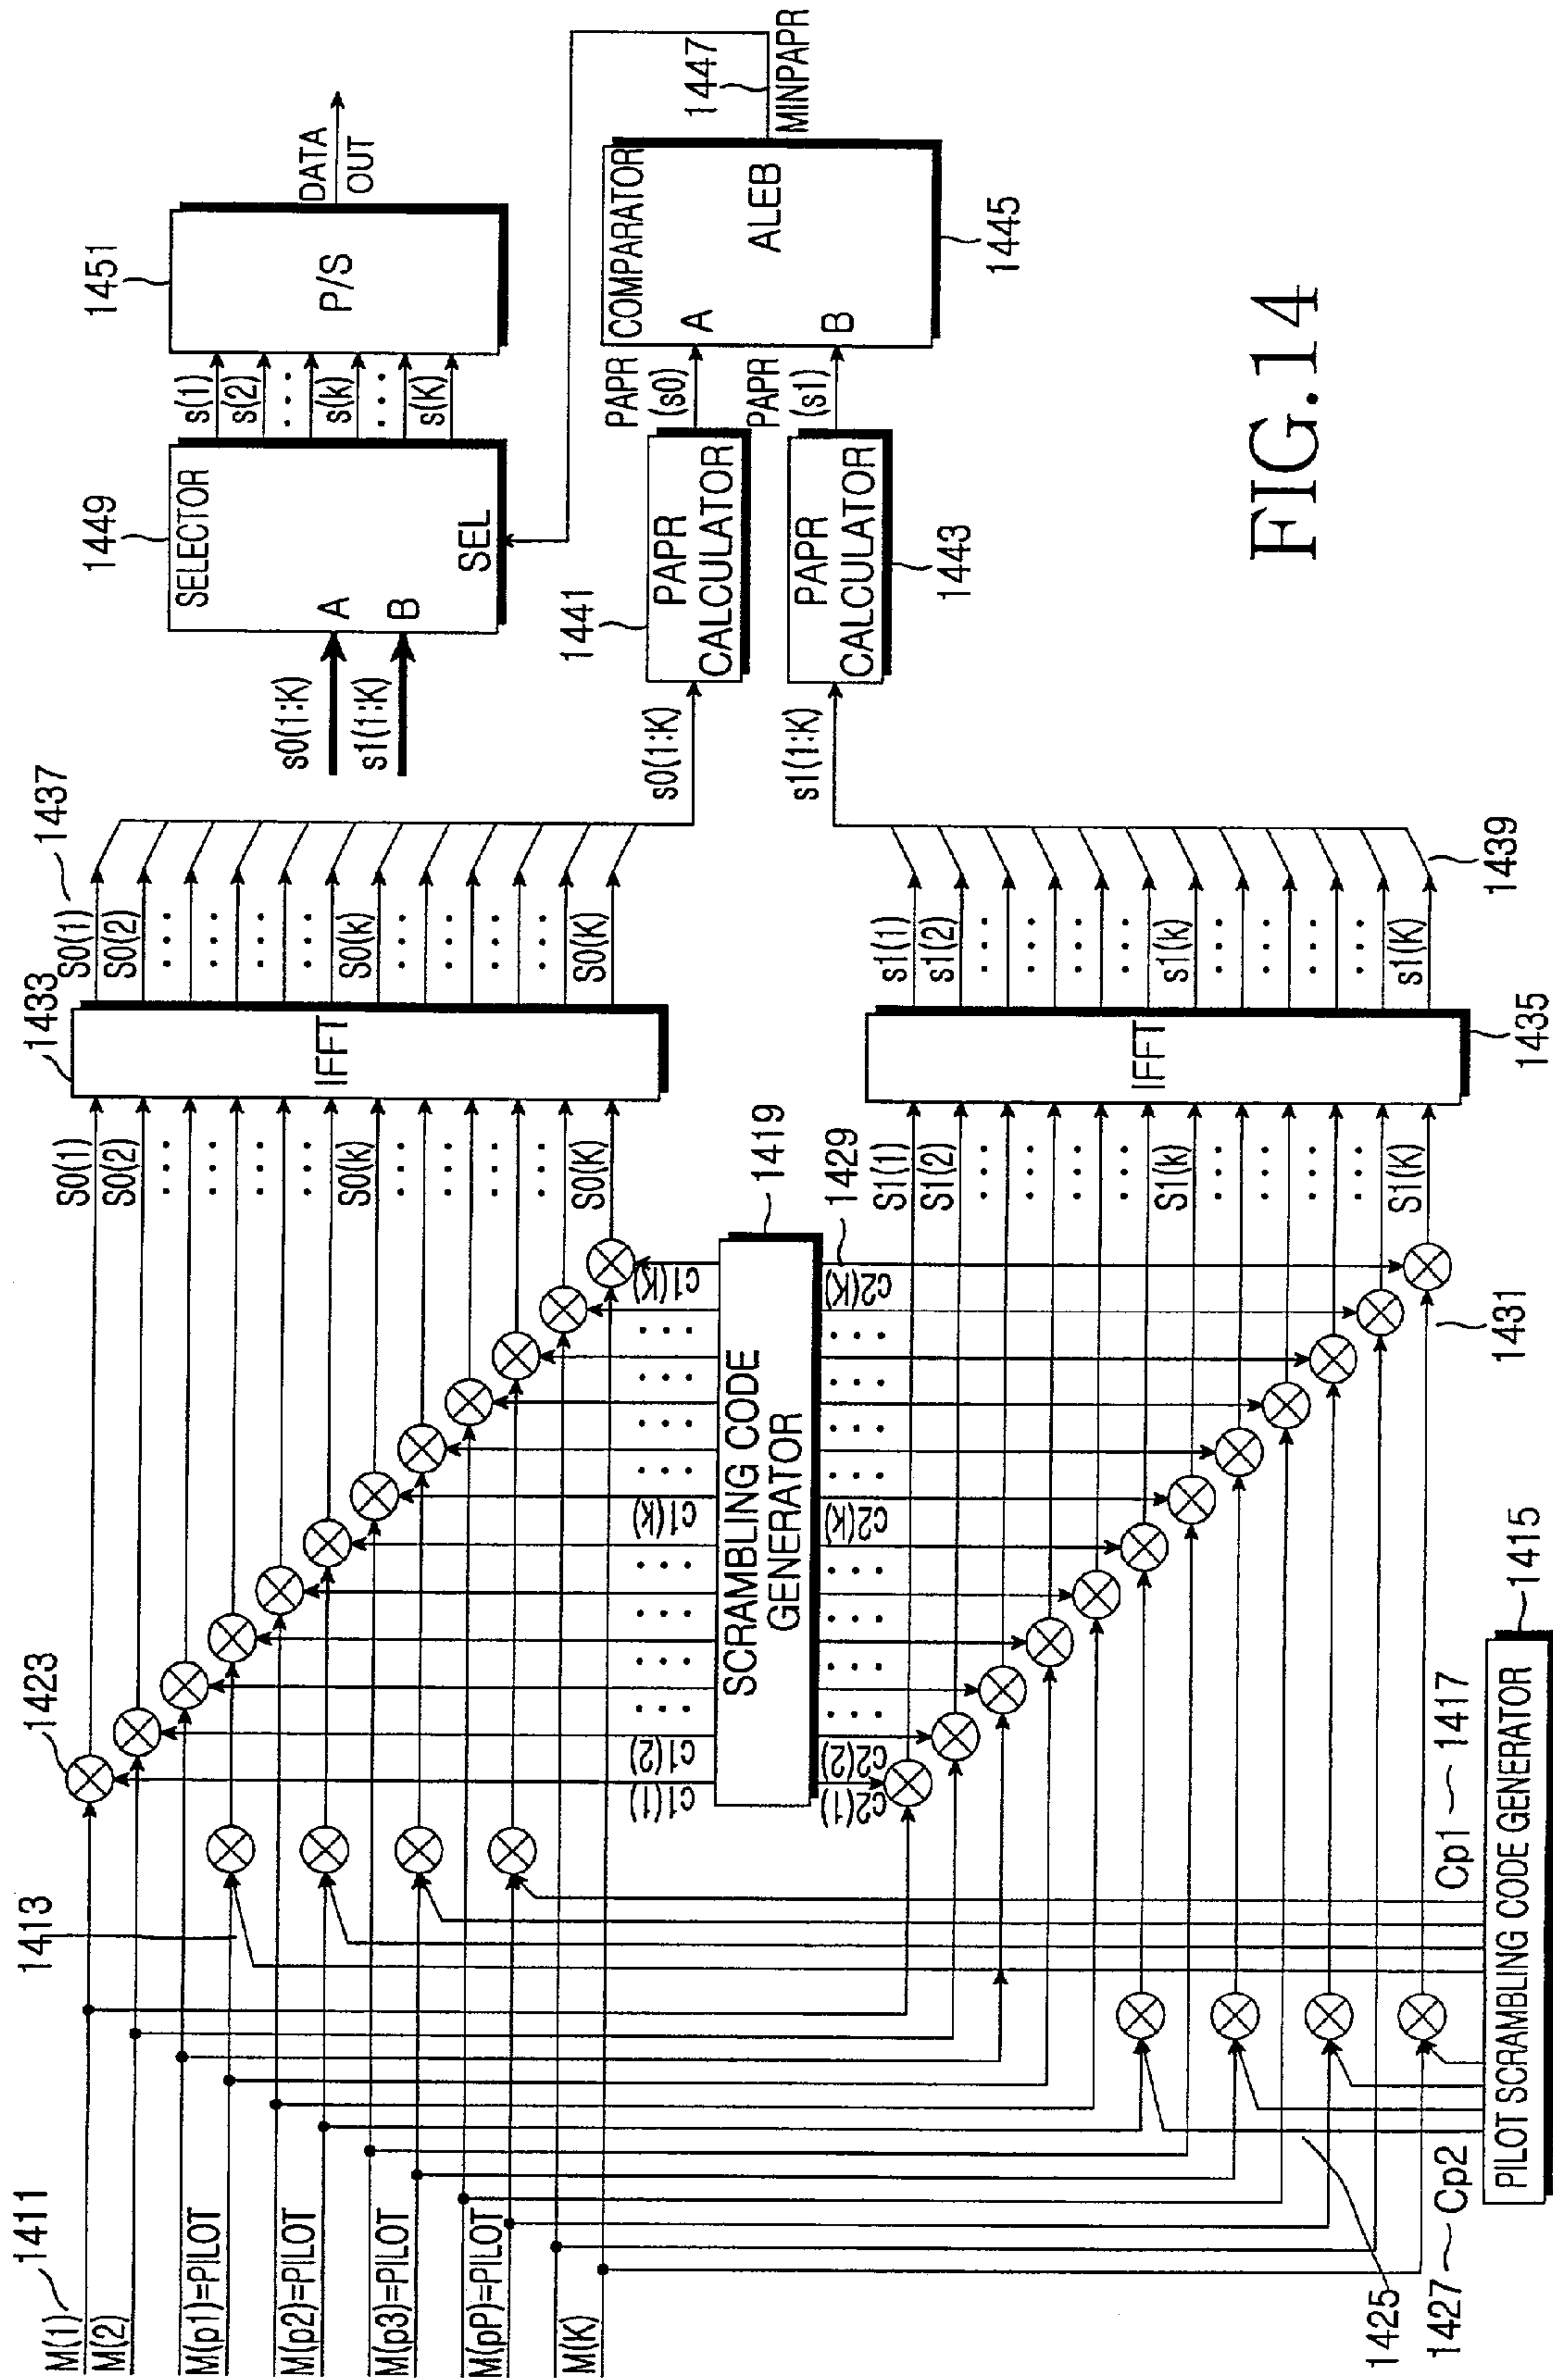 M(1)
M(2)
M(p1)=PILOT
M(p2)=PILOT
M(p3)=PILOT
M(pP)=PILOT
M(K)
1411
1413
1423
1425
1427
Cp2
Cp1
1417
PILOT SCRAMBLING CODE GENERATOR
1415
c1(1)
c1(2)
...
c1(k)
...
c1(K)
SCRAMBLING CODE
GENERATOR
1419
c2(1)
c2(2)
...
c2(k)
...
c2(K)
1429
1431
S0(1)
S0(2)
...
S0(k)
...
S0(K)
1433
IFFT
S0(1)
S0(2)
...
S0(k)
...
S0(K)
1437
S1(1)
S1(2)
...
S1(k)
...
S1(K)
IFFT
1435
s1(1)
s1(2)
...
s1(k)
...
s1(K)
1439
s0(1:K)
s1(1:K)
1441
PAPR
CALCULATOR
PAPR
CALCULATOR
1443
PAPR
(s0)
PAPR
(s1)
COMPARATOR
A
B
ALEB
1445
1447
MINPAPR
s0(1:K)
s1(1:K)
1449
SELECTOR
A
B
SEL
s(1)
s(2)
...
s(k)
...
s(K)
1451
P/S
DATA
OUT
FIG.14